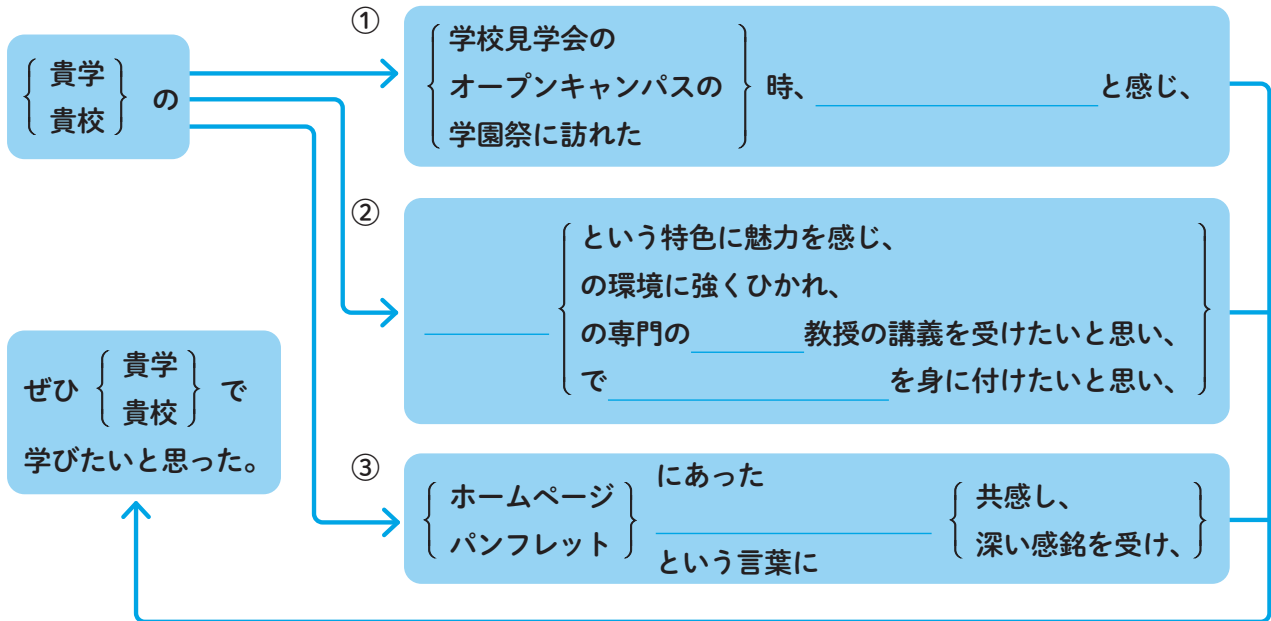 貴学
貴校
の
①
学校見学会の
オープンキャンパスの
学園祭に訪れた
時、
と感じ、
②
という特色に魅力を感じ、
の環境に強くひかれ、
の専門の 教授の講義を受けたいと思い、
で を身に付けたいと思い、
③
ホームページ
パンフレット
にあった
という言葉に
共感し、
深い感銘を受け、
ぜひ
貴学
貴校
で
学びたいと思った。